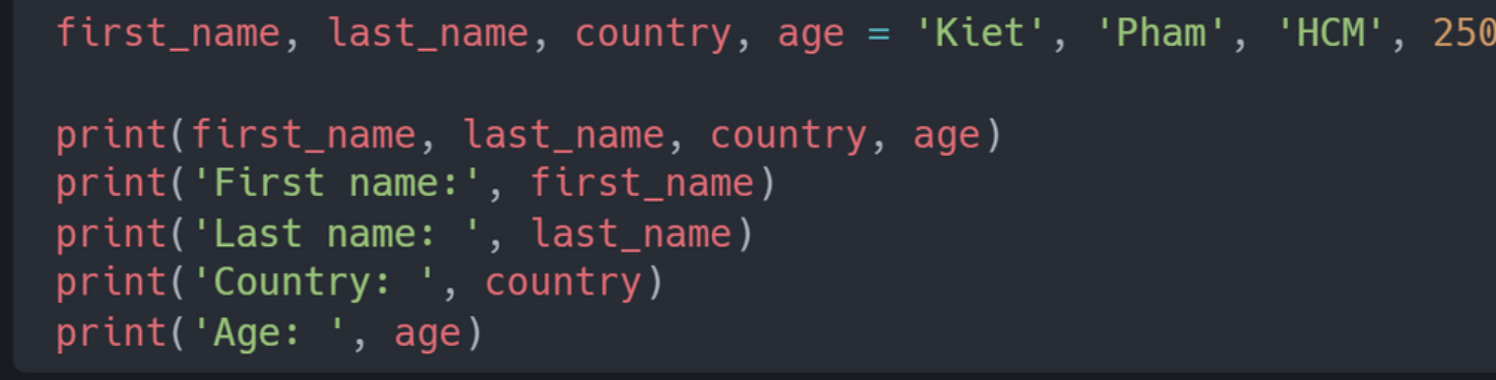 first_name, last_name, country, age = 'Kiet', 'Pham', 'HCM', 250
print(first_name, last_name, country, age)
print('First name:', first_name)
print('Last name: ', last_name)
print('Country: ', country)
print('Age: ', age)